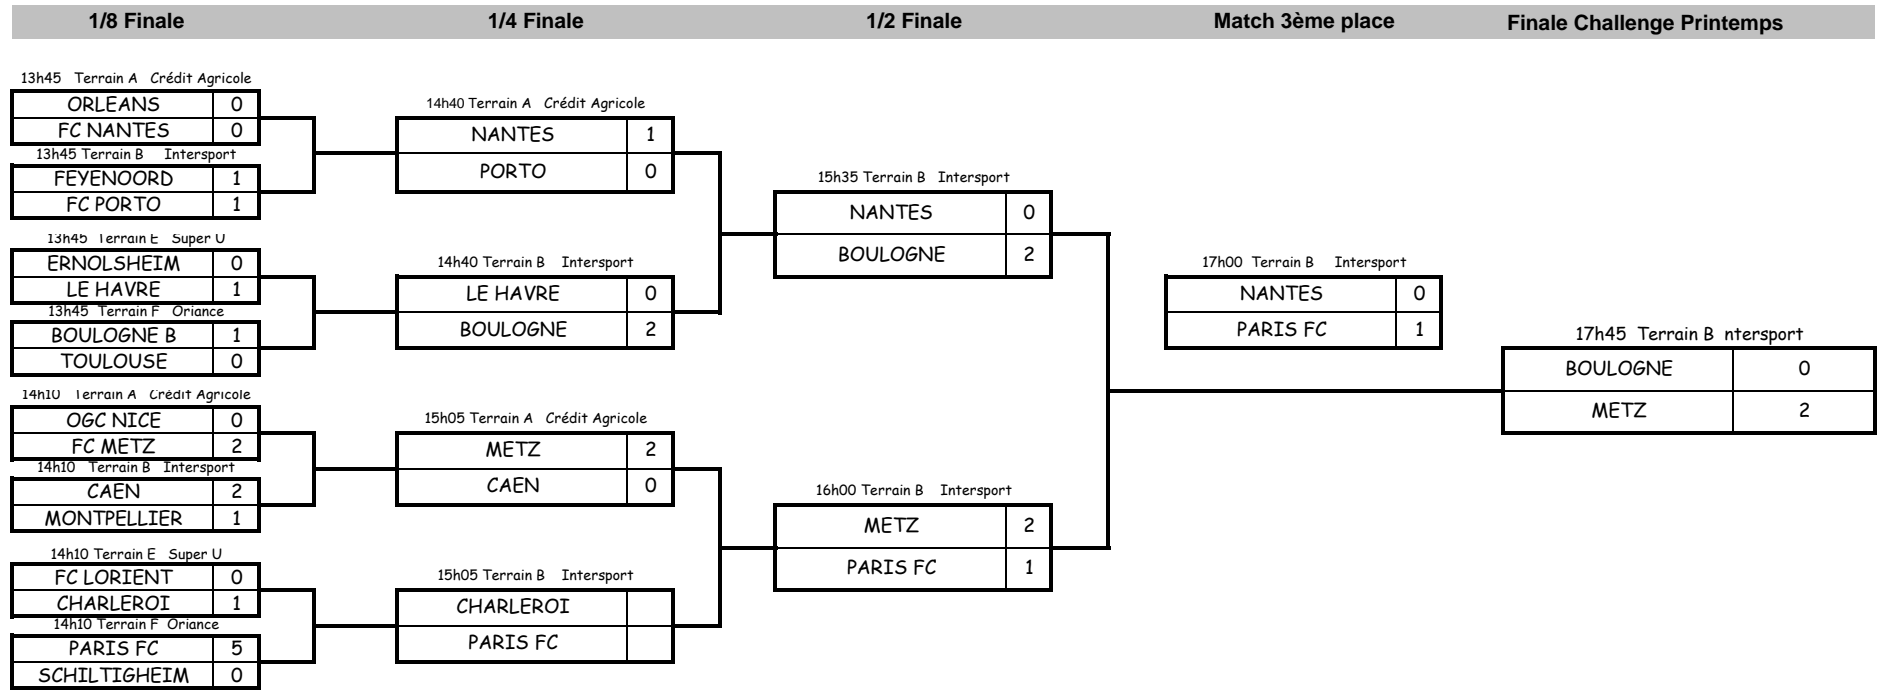 1/8 Finale 1/4 Finale 1/2 Finale Match 3ème place Finale Challenge Printemps
13h45 Terrain A Crédit Agricole
ORLEANS 0
FC NANTES 0
13h45 Terrain B Intersport
FEYENOORD 1
FC PORTO 1
13h45 Terrain E Super U
ERNOLSHEIM 0
LE HAVRE 1
13h45 Terrain F Oriance
BOULOGNE B 1
TOULOUSE 0
14h10 Terrain A Crédit Agricole
OGC NICE 0
FC METZ 2
14h10 Terrain B Intersport
CAEN 2
MONTPELLIER 1
14h10 Terrain E Super U
FC LORIENT 0
CHARLEROI 1
14h10 Terrain F Oriance
PARIS FC 5
SCHILTIGHEIM 0
14h40 Terrain A Crédit Agricole
NANTES 1
PORTO 0
14h40 Terrain B Intersport
LE HAVRE 0
BOULOGNE 2
15h05 Terrain A Crédit Agricole
METZ 2
CAEN 0
15h05 Terrain B Intersport
CHARLEROI
PARIS FC
15h35 Terrain B Intersport
NANTES 0
BOULOGNE 2
16h00 Terrain B Intersport
METZ 2
PARIS FC 1
17h00 Terrain B Intersport
NANTES 0
PARIS FC 1
17h45 Terrain B ntersport
BOULOGNE 0
METZ 2